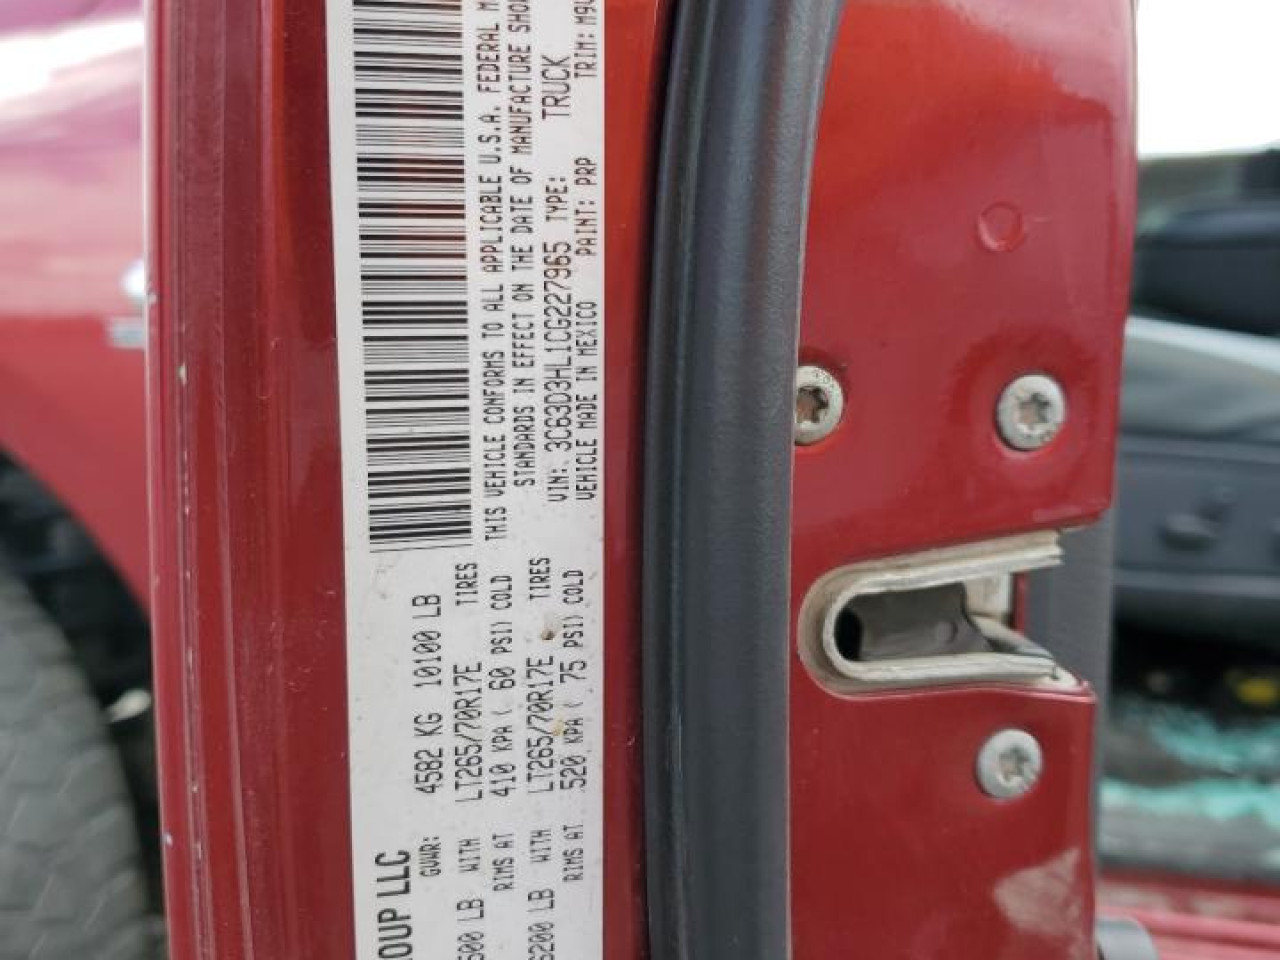 OUP LLC
GVWR: 4582 KG 10100 LB
LB WITH LT265/70R17E TIRES
RIMS AT 410 KPA ( 60 PSI) COLD
200 LB WITH LT265/70R17E TIRES
RIMS AT 520 KPA ( 75 PSI) COLD
THIS VEHICLE CONFORMS TO ALL APPLICABLE U.S.A. FEDERAL M
STANDARDS IN EFFECT ON THE DATE OF MANUFACTURE SHO
VIN: 3C63D3HL1CG227965 TYPE: TRUCK
VEHICLE MADE IN MEXICO PAINT: PRP TRIM: M9